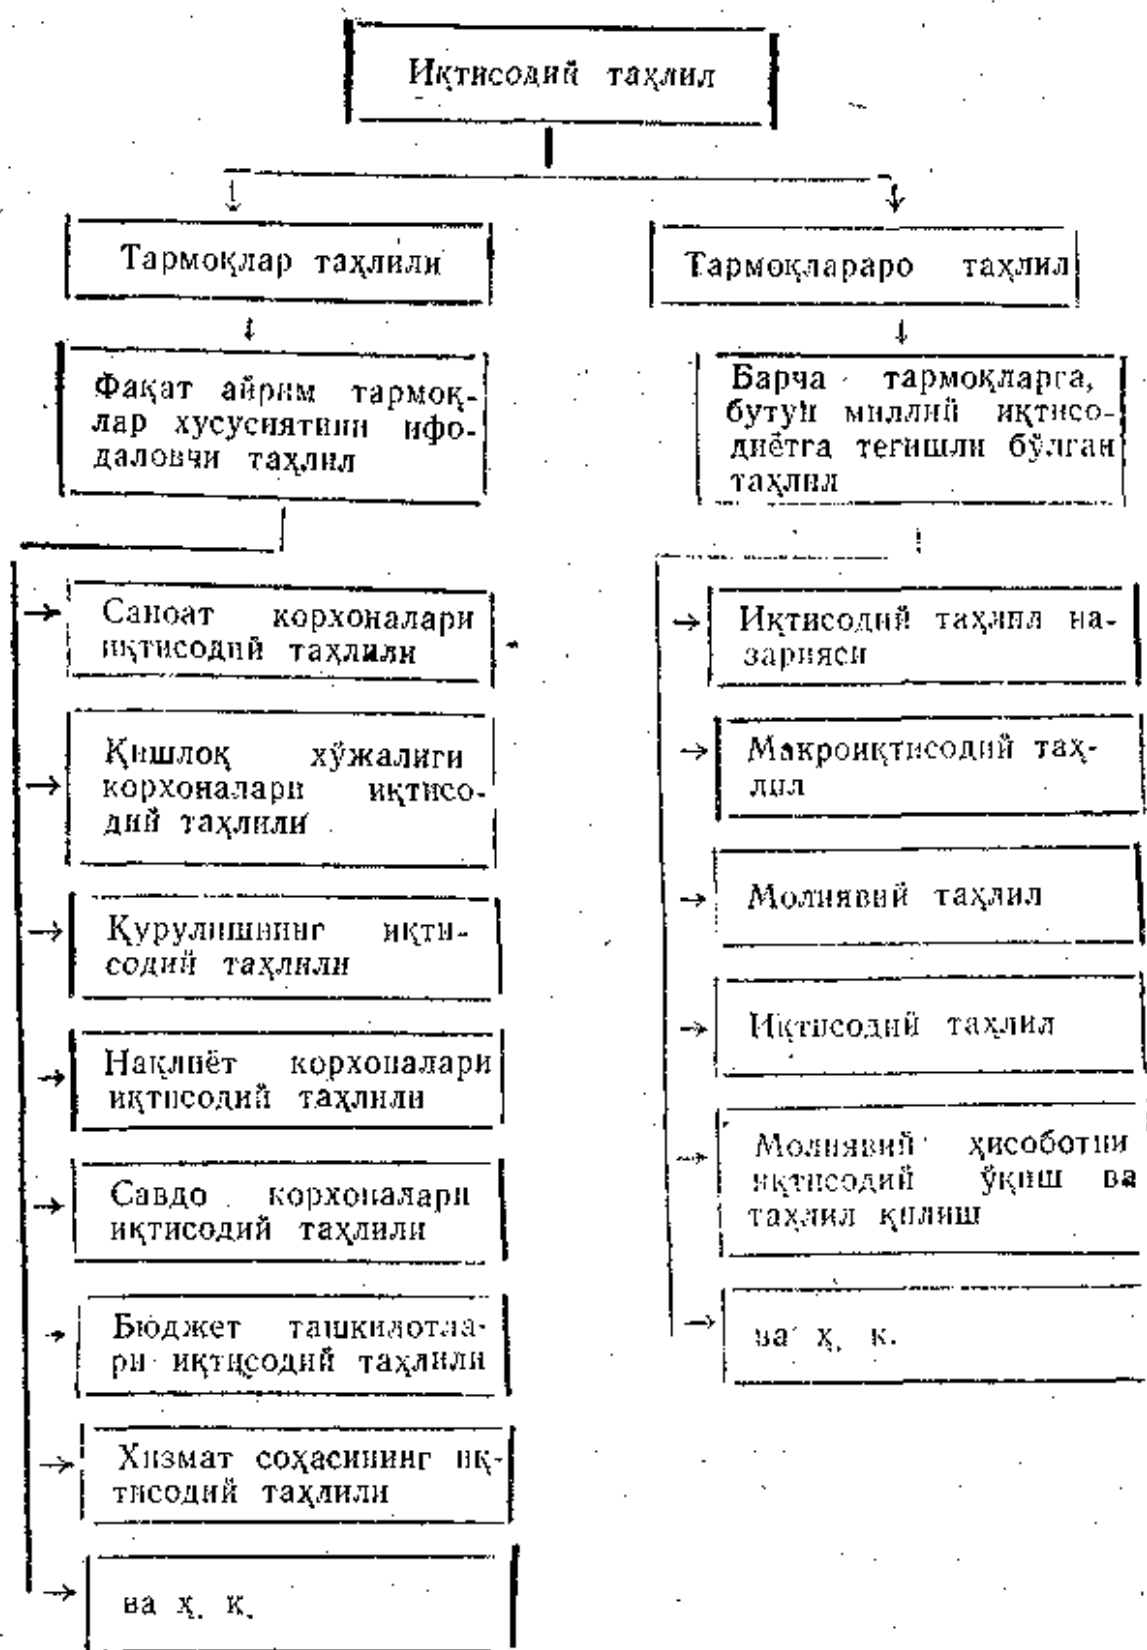 Иқтисодий таҳлил
Тармоқлар таҳлили
Тармоқлараро таҳлил
Фақат айрим тармоқ-
лар хусусиятини ифо-
даловчи таҳлил
Барча тармоқларга,
бутун миллий иқтисо-
диётга тегишли бўлган
таҳлил
Саноат корхоналари
иқтисодий таҳлили
Қишлоқ хўжалиги
корхоналари иқтисо-
дий таҳлили
Қурулишнинг иқти-
содий таҳлили
Нақлиёт корхоналари
иқтисодий таҳлили
Савдо корхоналари
иқтисодий таҳлили
Бюджет ташкилотла-
ри иқтисодий таҳлили
Хизмат соҳасининг иқ-
тисодий таҳлили
ва ҳ. к.
Иқтисодий таҳлил на-
зарияси
Макроиқтисодий таҳ-
лил
Молиявий таҳлил
Иқтисодий таҳлил
Молиявий ҳисоботни
иқтисодий ўқиш ва
таҳлил қилиш
ва ҳ. к.